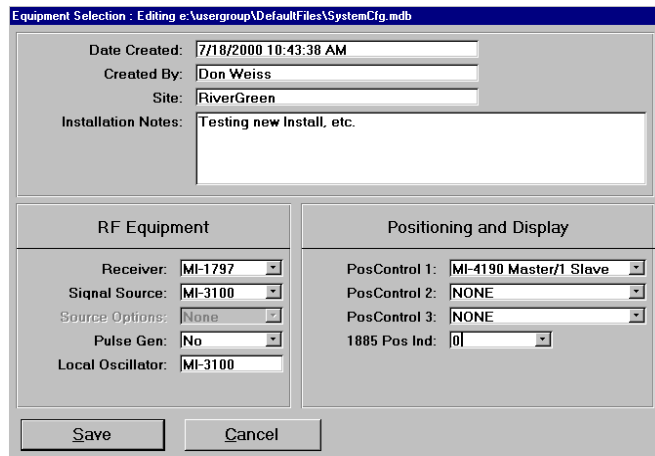 Equipment Selection : Editing e:\usergroup\DefaultFiles\SystemCfg.mdb
Date Created: 7/18/2000 10:43:38 AM
Created By: Don Weiss
Site: RiverGreen
Installation Notes: Testing new Install, etc.
RF Equipment
Receiver: MI-1797
Signal Source: MI-3100
Source Options: None
Pulse Gen: No
Local Oscillator: MI-3100
Positioning and Display
PosControl 1: MI-4190 Master/1 Slave
PosControl 2: NONE
PosControl 3: NONE
1885 Pos Ind: 0
Save Cancel